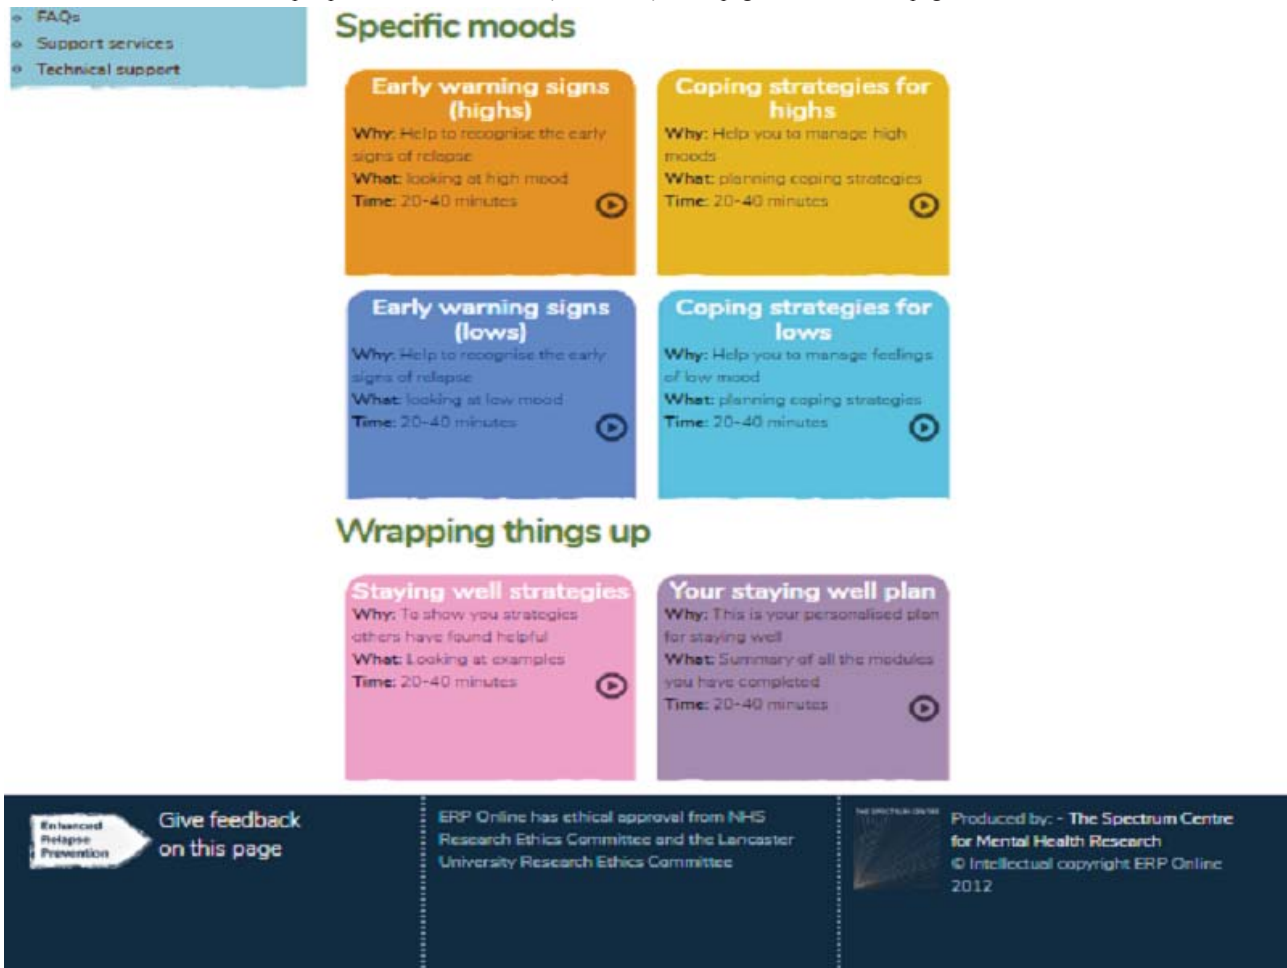 FAQs
Support services
Technical support
Specific moods
Early warning signs
(highs)
Why: Help to recognise the early
signs of relapse
What: looking at high mood
Time: 20-40 minutes
Coping strategies for
highs
Why: Help you to manage high
moods
What: planning coping strategies
Time: 20-40 minutes
Early warning signs
(lows)
Why: Help to recognise the early
signs of relapse
What: looking at low mood
Time: 20-40 minutes
Coping strategies for
lows
Why: Help you to manage feelings
of low mood
What: planning coping strategies
Time: 20-40 minutes
Wrapping things up
Staying well strategies
Why: To show you strategies
others have found helpful
What: Looking at examples
Time: 20-40 minutes
Your staying well plan
Why: This is your personalised plan
for staying well
What: Summary of all the modules
you have completed
Time: 20-40 minutes
Enhanced
Relapse
Prevention
Give feedback
on this page
ERP Online has ethical approval from NHS
Research Ethics Committee and the Lancaster
University Research Ethics Committee
THE SPECTRUM CENTRE
Produced by: - The Spectrum Centre
for Mental Health Research
© Intellectual copyright ERP Online
2012